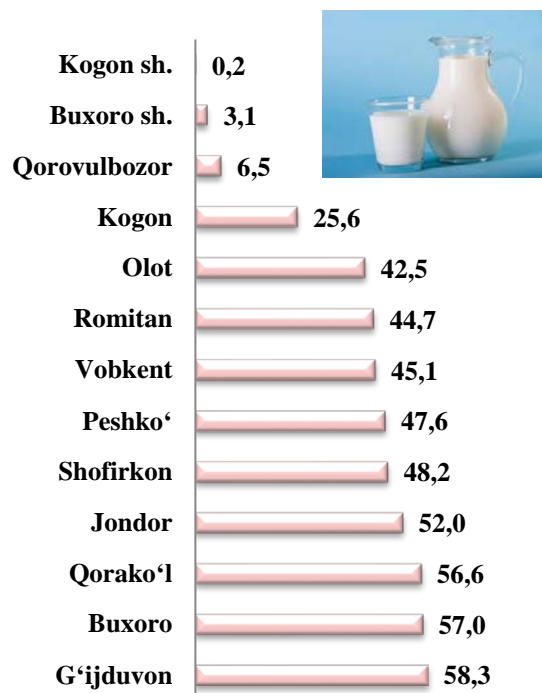 Kogon sh. 0,2
Buxoro sh. 3,1
Qorovulbozor 6,5
Kogon 25,6
Olot 42,5
Romitan 44,7
Vobkent 45,1
Peshko‘ 47,6
Shofirkon 48,2
Jondor 52,0
Qorako‘l 56,6
Buxoro 57,0
G‘ijduvon 58,3